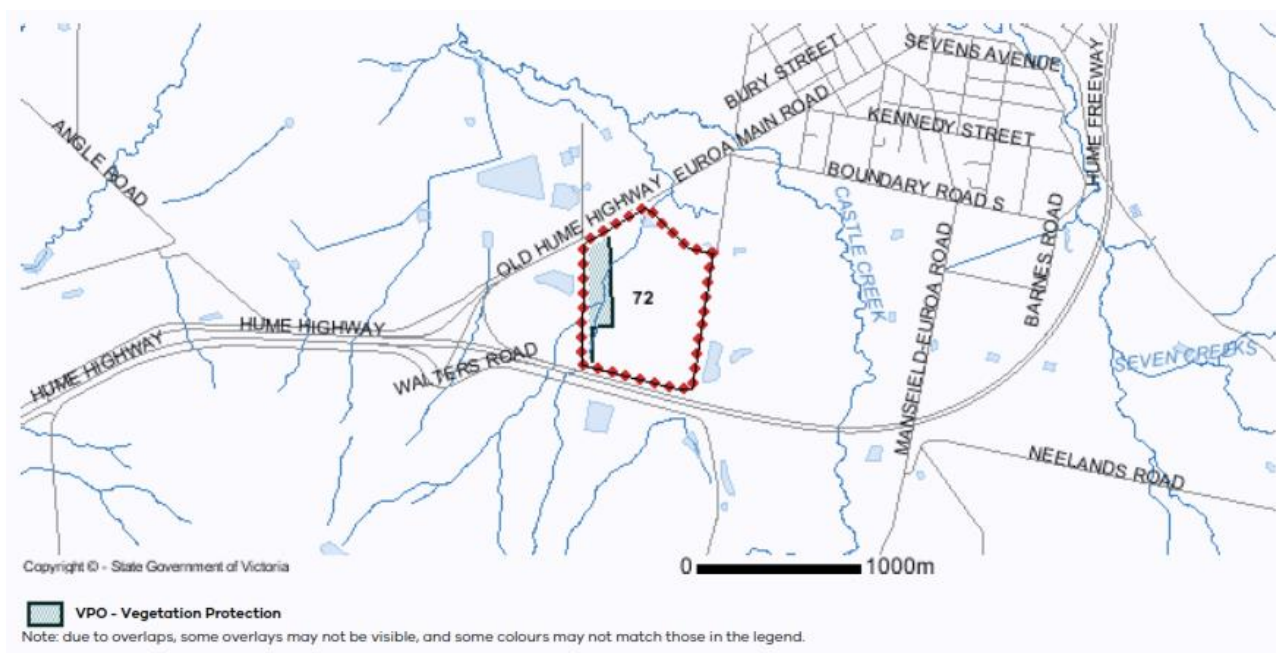 SEVENS AVENUE
BURY STREET
HUME FREEWAY
EUROA MAIN ROAD
KENNEDY STREET
ANGLE ROAD
BOUNDARY ROAD S
OLD HUME HIGHWAY
CASTLE CREEK
BARNES ROAD
MANSFIELD-EUROA ROAD
72
HUME HIGHWAY
HUME HIGHWAY
WALTERS ROAD
SEVEN CREEKS
NEELANDS ROAD
Copyright © - State Government of Victoria
0 1000m
VPO - Vegetation Protection
Note: due to overlaps, some overlays may not be visible, and some colours may not match those in the legend.